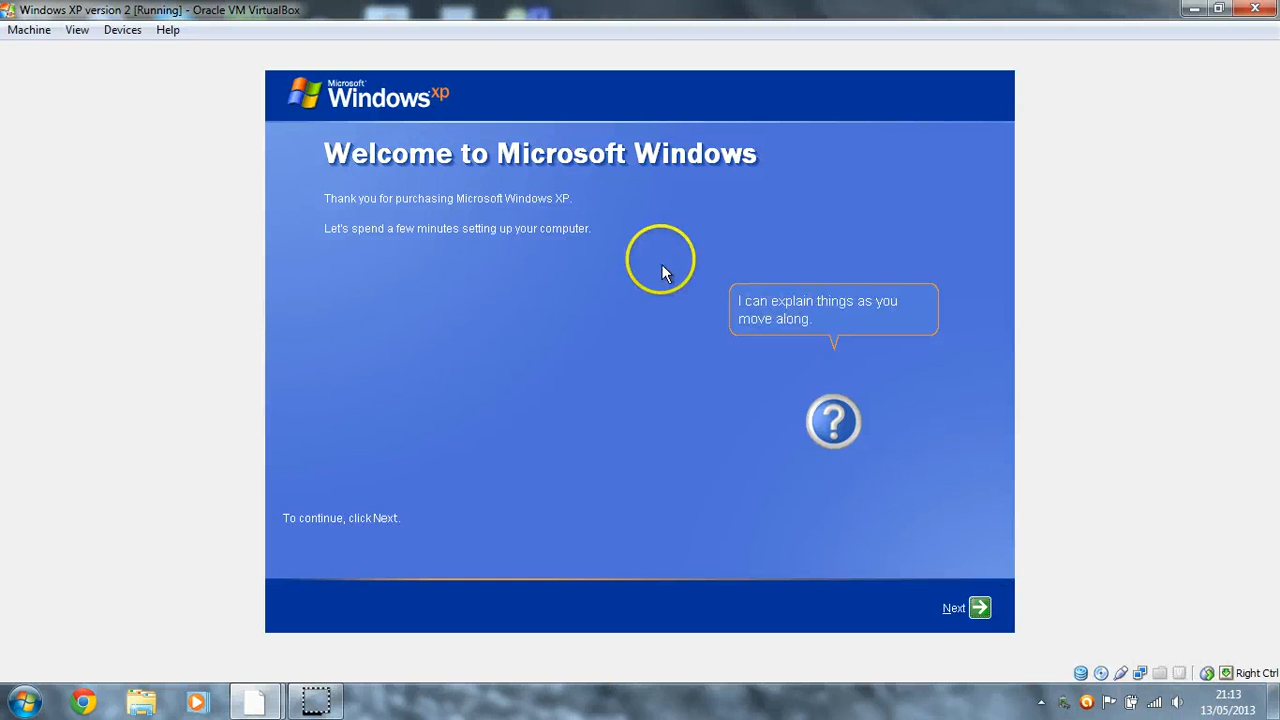 Windows XP version 2 [Running] - Oracle VM VirtualBox
Machine View Devices Help
Microsoft
Windows xp
Welcome to Microsoft Windows
Thank you for purchasing Microsoft Windows XP.
Let's spend a few minutes setting up your computer.
I can explain things as you
move along.
?
To continue, click Next.
Next
Right Ctrl
21:13
13/05/2013